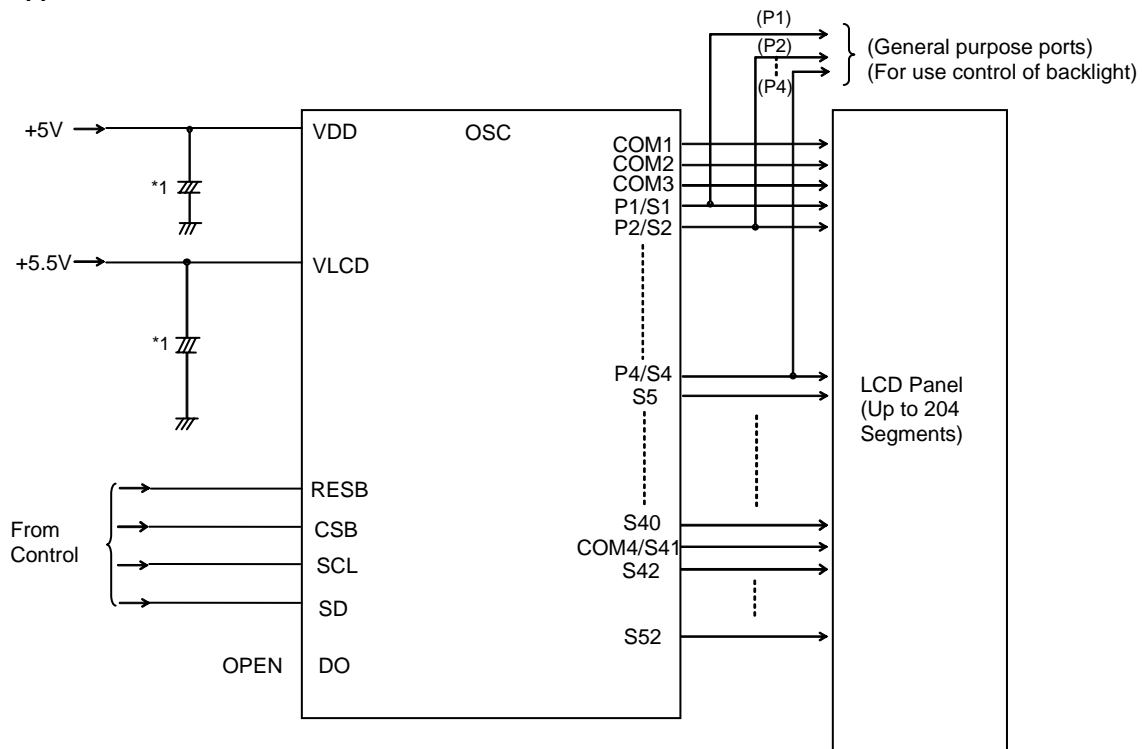 (P1)
(P2)
(P4)
(General purpose ports)
(For use control of backlight)
+5V
VDD
OSC
COM1
COM2
COM3
P1/S1
P2/S2
*1
+5.5V
VLCD
*1
P4/S4
S5
LCD Panel
(Up to 204
Segments)
From
Control
RESB
CSB
SCL
SD
S40
COM4/S41
S42
S52
OPEN
DO